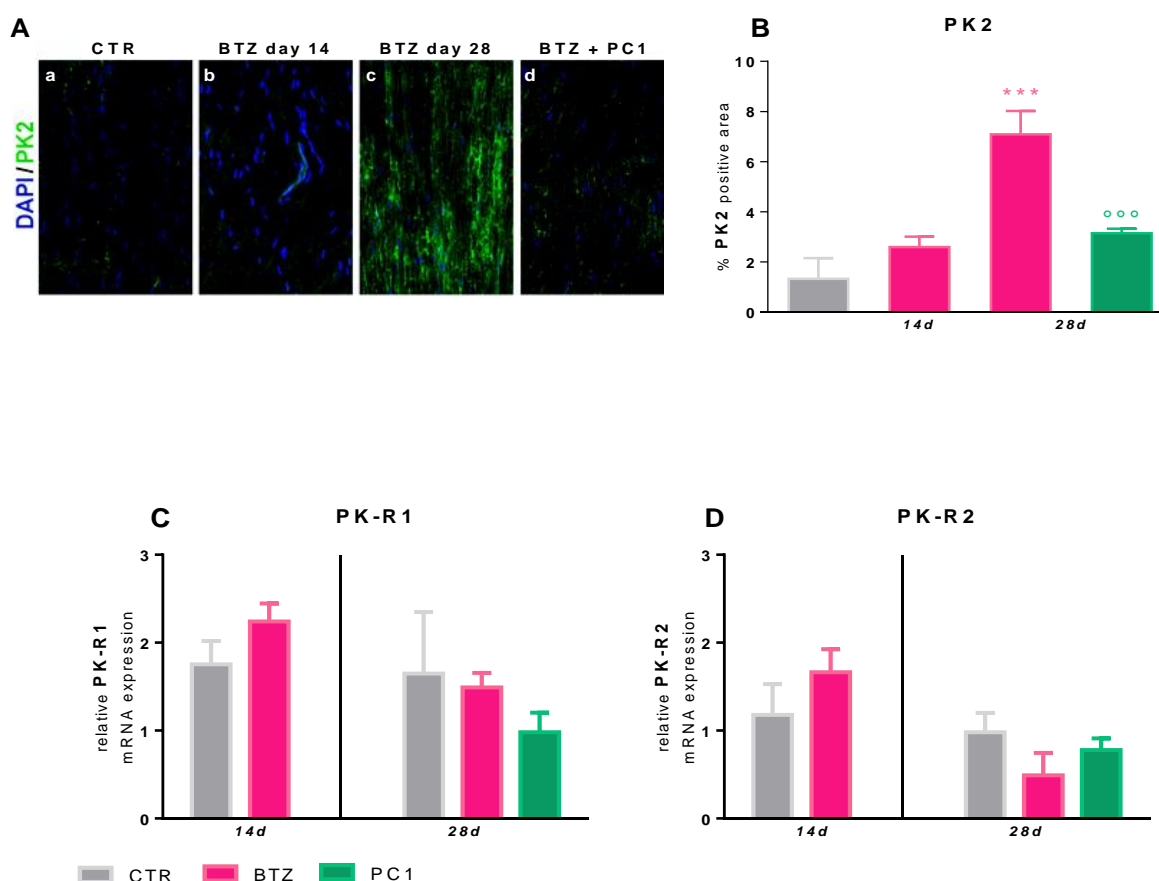 A
CTR
BTZ day 14
BTZ day 28
BTZ + PC1
DAPI/PK2
a
b
c
d
B
PK2
% PK2 positive area
10
8
6
4
2
0
***
°°°
14d
28d
C
PK-R1
relative PK-R1
mRNA expression
3
2
1
0
14d
28d
D
PK-R2
relative PK-R2
mRNA expression
3
2
1
0
14d
28d
CTR
BTZ
PC1